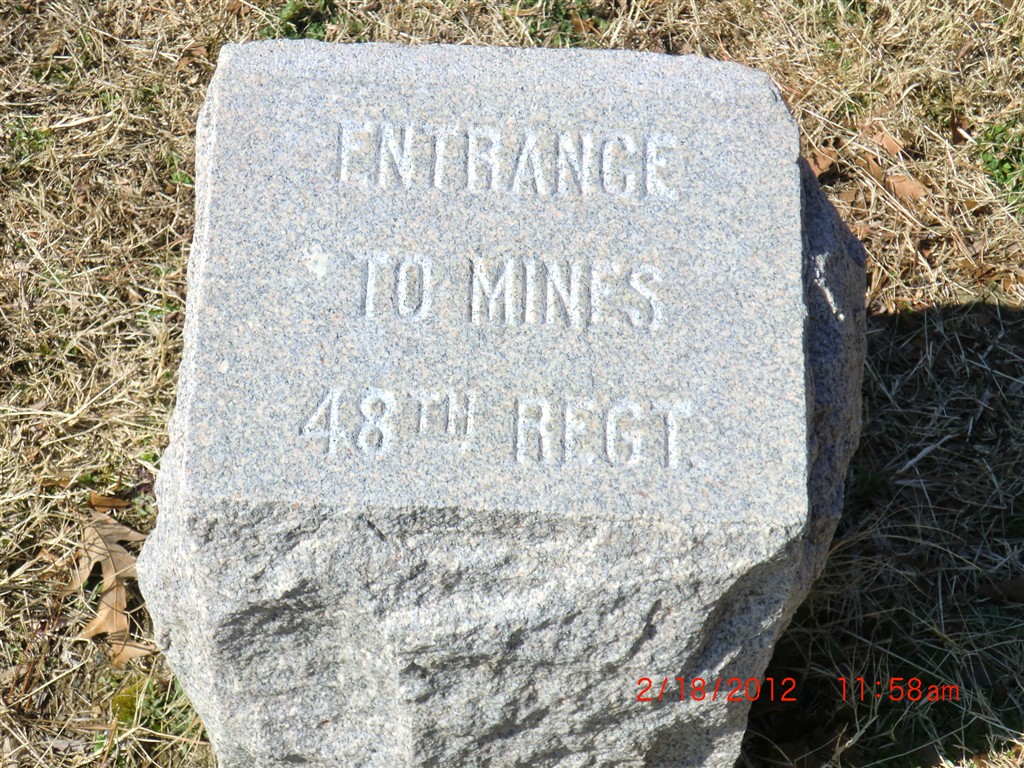 ENTRANCE
TO MINES
48TH REGT.
2/18/2012 11:58am